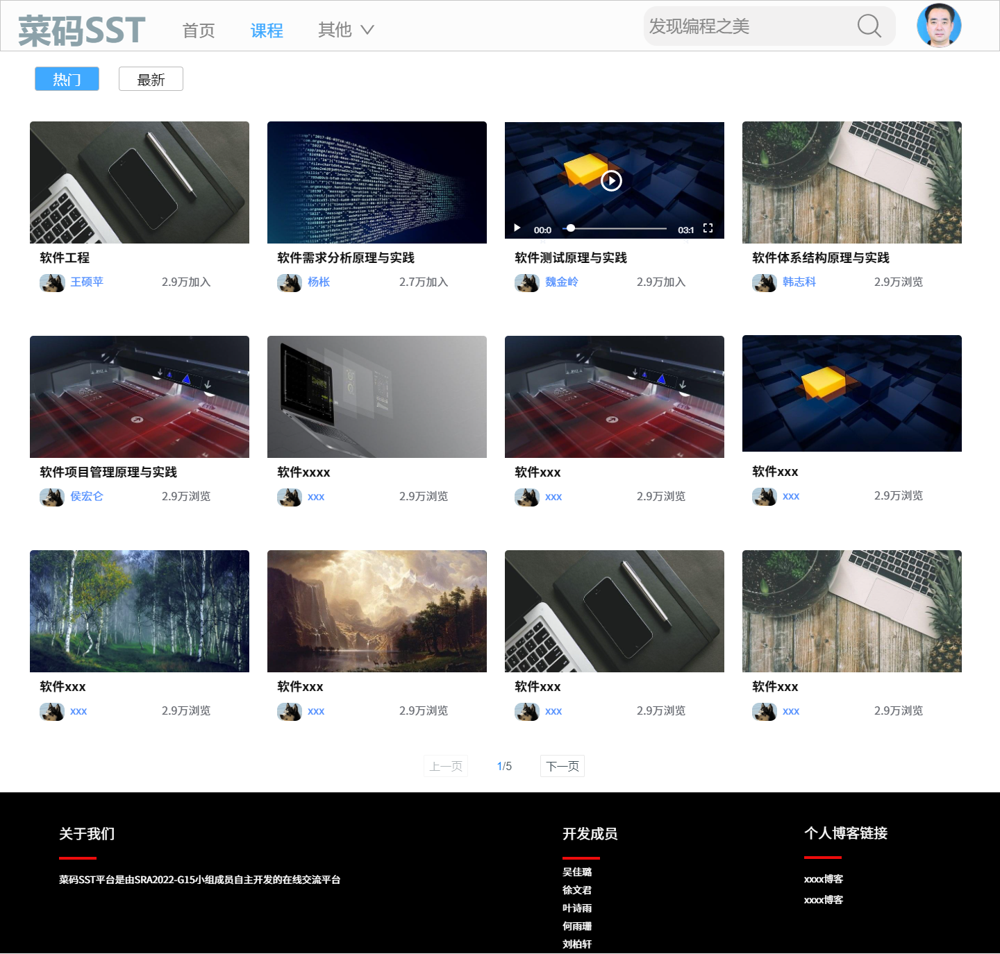 菜码SST 首页 课程 其他 发现编程之美
热门 最新
00:0 03:1
软件工程 软件需求分析原理与实践 软件测试原理与实践 软件体系结构原理与实践
王硕苹 2.9万加入 杨枨 2.7万加入 魏金岭 2.9万加入 韩志科 2.9万浏览
软件项目管理原理与实践 软件xxxx 软件xxx 软件xxx
侯宏仑 2.9万浏览 xxx 2.9万浏览 xxx 2.9万浏览 xxx 2.9万浏览
软件xxx 软件xxx 软件xxx 软件xxx
xxx 2.9万浏览 xxx 2.9万浏览 xxx 2.9万浏览 xxx 2.9万浏览
上一页 1/5 下一页
关于我们
菜码SST平台是由SRA2022-G15小组成员自主开发的在线交流平台
开发成员
吴佳璐
徐文君
叶诗雨
何雨珊
刘柏轩
个人博客链接
xxxx博客
xxxx博客